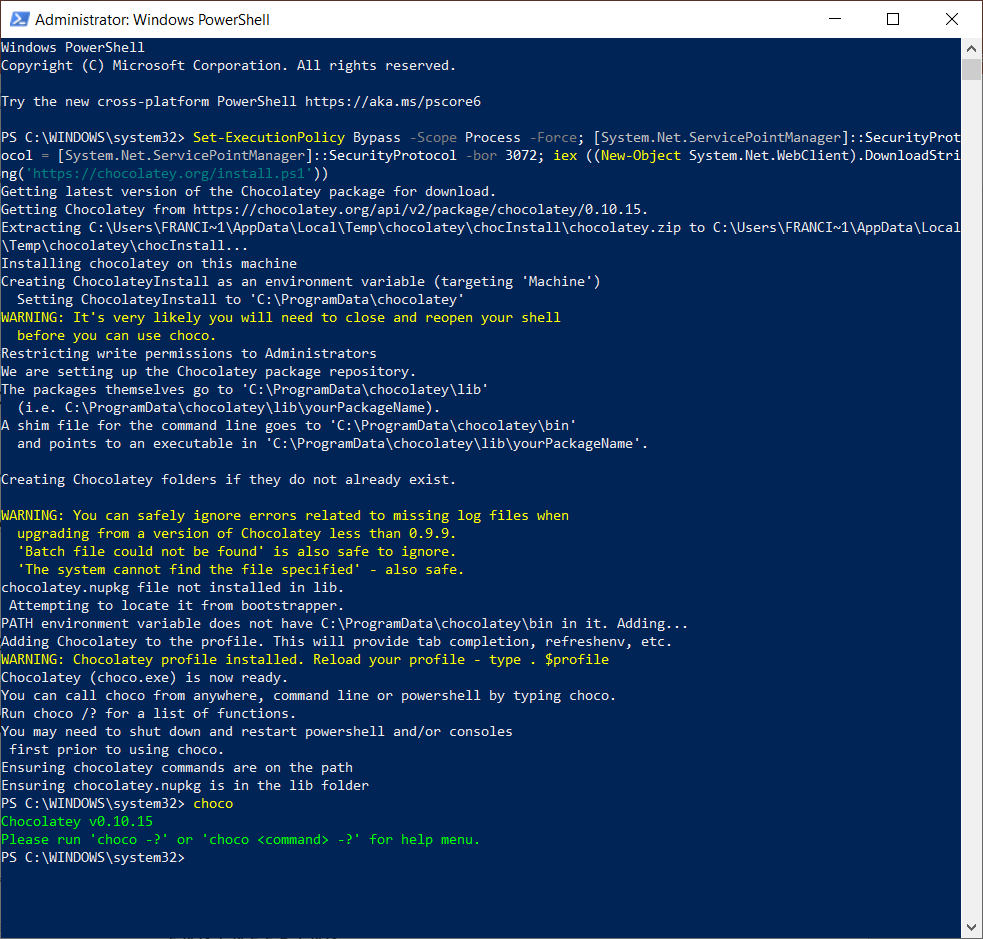 Administrator: Windows PowerShell
Windows PowerShell
Copyright (C) Microsoft Corporation. All rights reserved.
Try the new cross-platform PowerShell https://aka.ms/pscore6
PS C:\WINDOWS\system32> Set-ExecutionPolicy Bypass -Scope Process -Force; [System.Net.ServicePointManager]::SecurityProt
ocol = [System.Net.ServicePointManager]::SecurityProtocol -bor 3072; iex ((New-Object System.Net.WebClient).DownloadStri
ng('https://chocolatey.org/install.ps1'))
Getting latest version of the Chocolatey package for download.
Getting Chocolatey from https://chocolatey.org/api/v2/package/chocolatey/0.10.15.
Extracting C:\Users\FRANCI~1\AppData\Local\Temp\chocolatey\chocInstall\chocolatey.zip to C:\Users\FRANCI~1\AppData\Local
\Temp\chocolatey\chocInstall...
Installing chocolatey on this machine
Creating ChocolateyInstall as an environment variable (targeting 'Machine')
  Setting ChocolateyInstall to 'C:\ProgramData\chocolatey'
WARNING: It's very likely you will need to close and reopen your shell
  before you can use choco.
Restricting write permissions to Administrators
We are setting up the Chocolatey package repository.
The packages themselves go to 'C:\ProgramData\chocolatey\lib'
  (i.e. C:\ProgramData\chocolatey\lib\yourPackageName).
A shim file for the command line goes to 'C:\ProgramData\chocolatey\bin'
  and points to an executable in 'C:\ProgramData\chocolatey\lib\yourPackageName'.
Creating Chocolatey folders if they do not already exist.
WARNING: You can safely ignore errors related to missing log files when
  upgrading from a version of Chocolatey less than 0.9.9.
  'Batch file could not be found' is also safe to ignore.
  'The system cannot find the file specified' - also safe.
chocolatey.nupkg file not installed in lib.
 Attempting to locate it from bootstrapper.
PATH environment variable does not have C:\ProgramData\chocolatey\bin in it. Adding...
Adding Chocolatey to the profile. This will provide tab completion, refreshenv, etc.
WARNING: Chocolatey profile installed. Reload your profile - type . $profile
Chocolatey (choco.exe) is now ready.
You can call choco from anywhere, command line or powershell by typing choco.
Run choco /? for a list of functions.
You may need to shut down and restart powershell and/or consoles
 first prior to using choco.
Ensuring chocolatey commands are on the path
Ensuring chocolatey.nupkg is in the lib folder
PS C:\WINDOWS\system32> choco
Chocolatey v0.10.15
Please run 'choco -?' or 'choco <command> -?' for help menu.
PS C:\WINDOWS\system32>